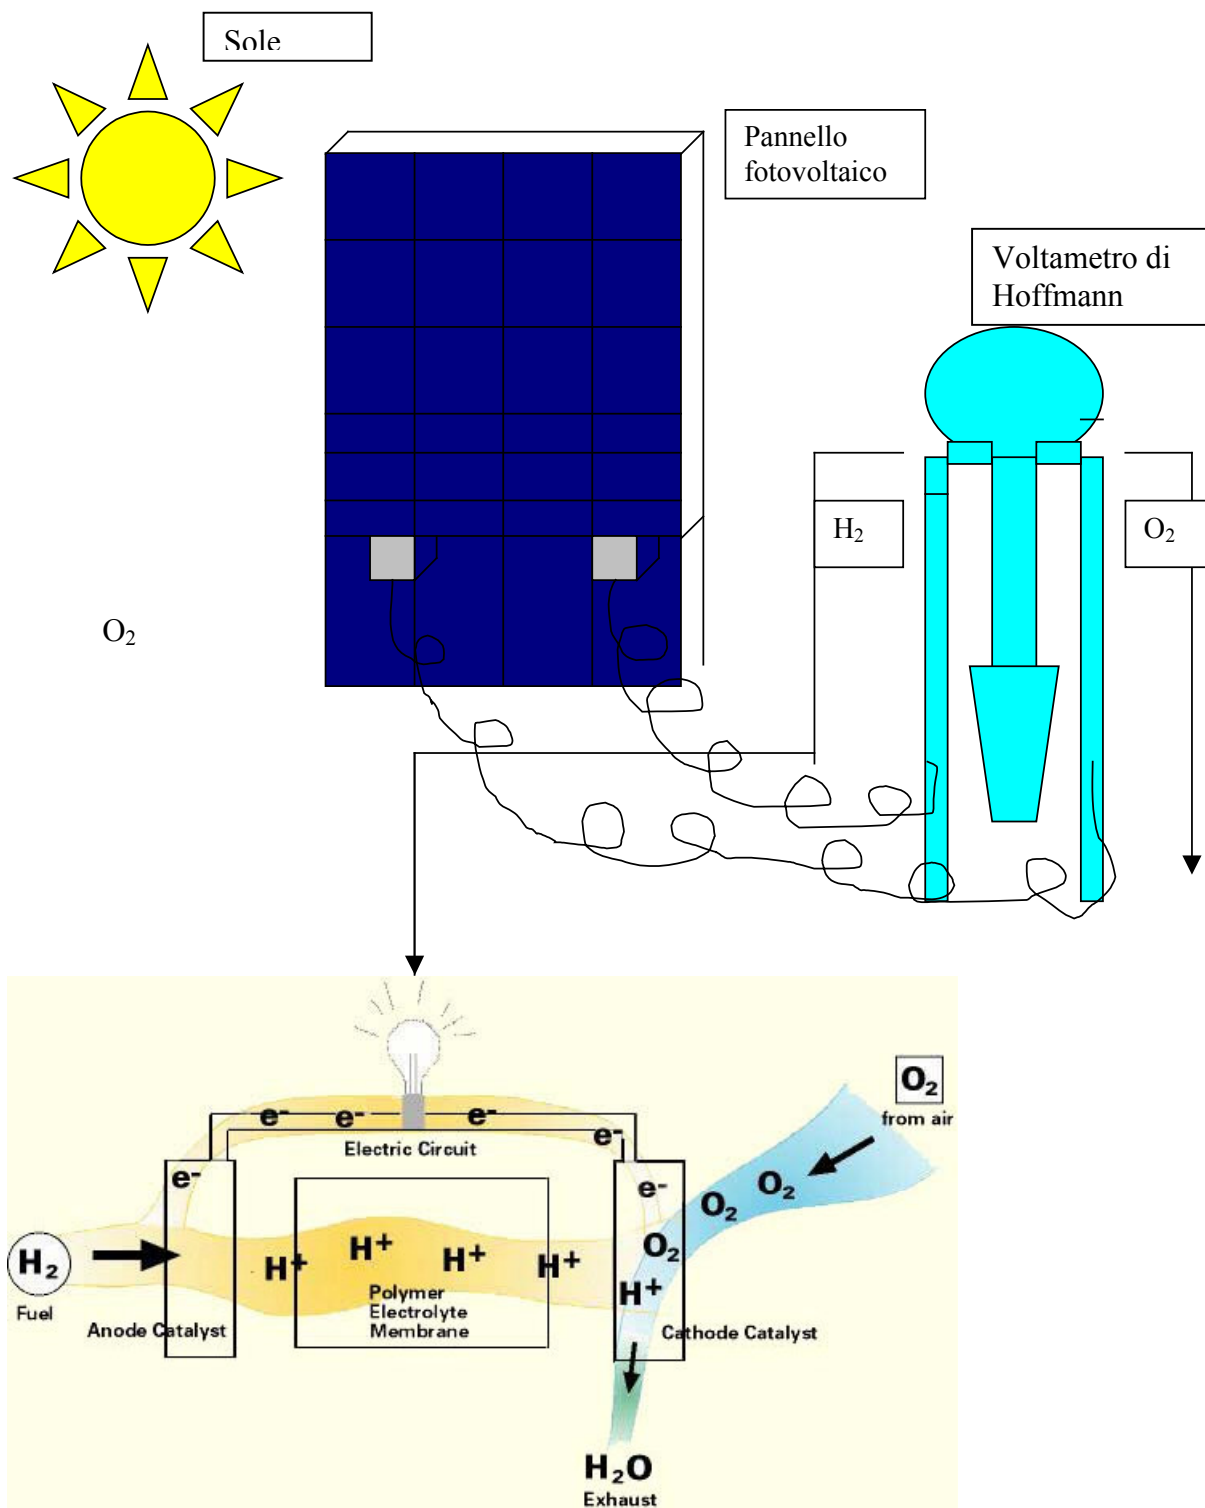 Sole
Pannello
fotovoltaico
Voltametro di
Hoffmann
H₂
O₂
O₂
O₂
from air
e-
e-
e-
e-
Electric Circuit
e-
e-
O₂
O₂
O₂
H₂
H+
H+
H+
H+
H+
Fuel
Polymer
Electrolyte
Membrane
Anode Catalyst
Cathode Catalyst
H₂O
Exhaust